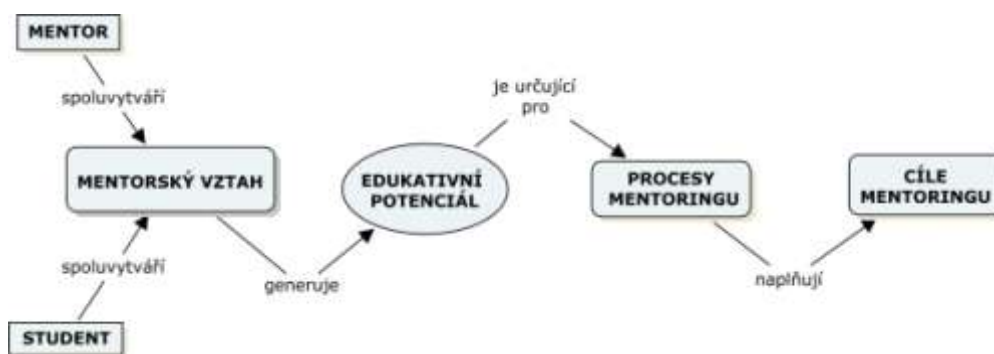 MENTOR
spoluvytváří
MENTORSKÝ VZTAH
spoluvytváří
STUDENT
generuje
EDUKATIVNÍ
POTENCIÁL
je určující
pro
PROCESY
MENTORINGU
naplňují
CÍLE
MENTORINGU